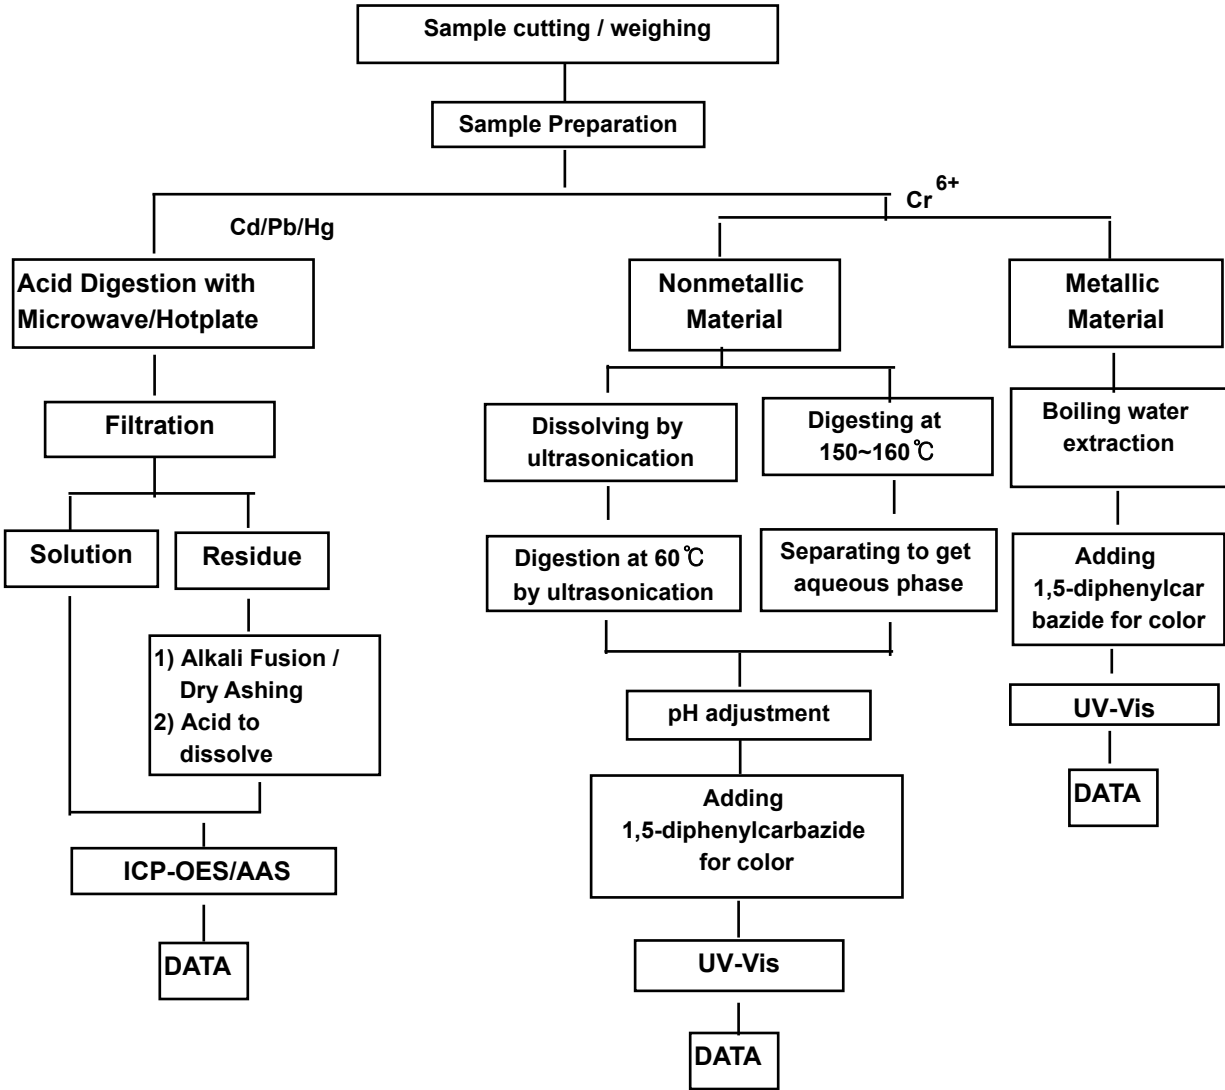 Sample cutting / weighing
Sample Preparation
Cr 6+
Cd/Pb/Hg
Acid Digestion with
Microwave/Hotplate
Nonmetallic
Material
Metallic
Material
Filtration
Dissolving by
ultrasonication
Digesting at
150~160℃
Boiling water
extraction
Solution
Residue
Digestion at 60℃
by ultrasonication
Separating to get
aqueous phase
Adding
1,5-diphenylcar
bazide for color
1) Alkali Fusion /
Dry Ashing
2) Acid to
dissolve
pH adjustment
UV-Vis
DATA
Adding
1,5-diphenylcarbazide
for color
ICP-OES/AAS
UV-Vis
DATA
DATA